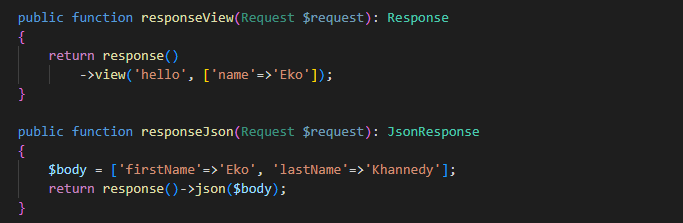 public function responseView(Request $request): Response
{
    return response()
        ->view('hello', ['name'=>'Eko']);
}

public function responseJson(Request $request): JsonResponse
{
    $body = ['firstName'=>'Eko', 'lastName'=>'Khannedy'];
    return response()->json($body);
}